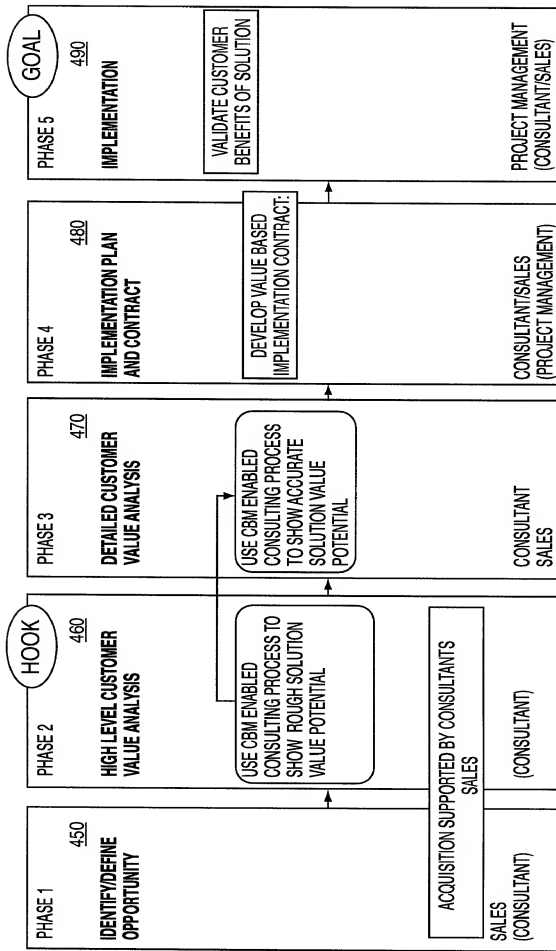 PHASE 1
450
IDENTIFY/DEFINE
OPPORTUNITY
SALES
(CONSULTANT)
HOOK
PHASE 2
460
HIGH LEVEL CUSTOMER
VALUE ANALYSIS
USE CBM ENABLED
CONSULTING PROCESS TO
SHOW ROUGH SOLUTION
VALUE POTENTIAL
ACQUISITION SUPPORTED BY CONSULTANTS
SALES
(CONSULTANT)
PHASE 3
470
DETAILED CUSTOMER
VALUE ANALYSIS
USE CBM ENABLED
CONSULTING PROCESS
TO SHOW ACCURATE
SOLUTION VALUE
POTENTIAL
CONSULTANT
SALES
PHASE 4
480
IMPLEMENTATION PLAN
AND CONTRACT
DEVELOP VALUE BASED
IMPLEMENTATION CONTRACT:
CONSULTANT/SALES
(PROJECT MANAGEMENT)
GOAL
PHASE 5
490
IMPLEMENTATION
VALIDATE CUSTOMER
BENEFITS OF SOLUTION
PROJECT MANAGEMENT
(CONSULTANT/SALES)